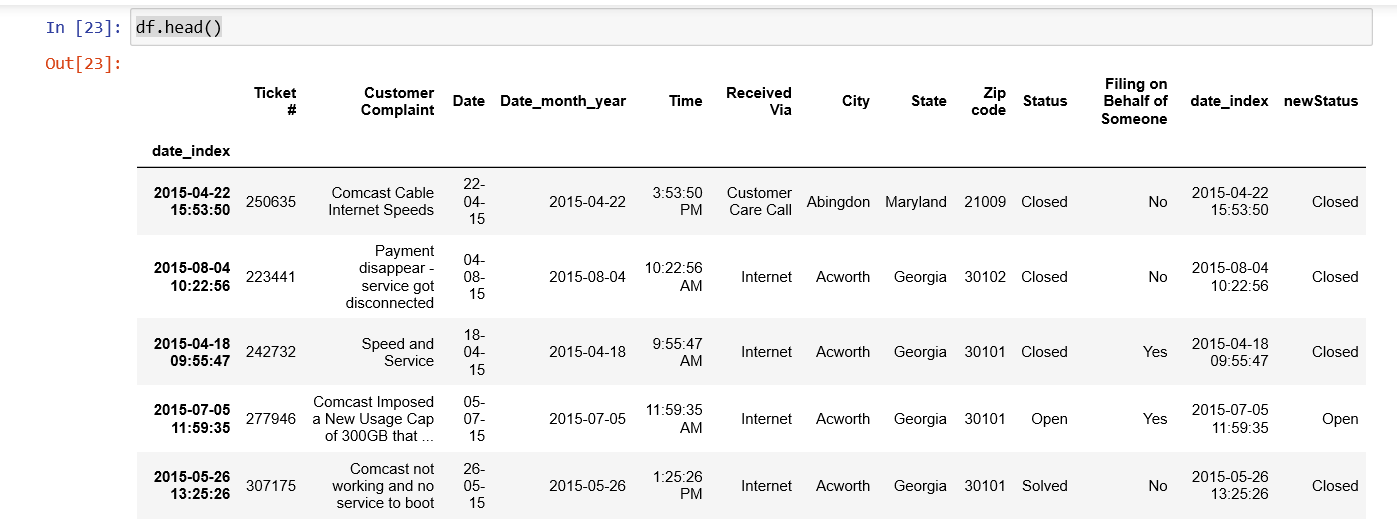 In [23]: df.head()
Out[23]:
Ticket # Customer Complaint Date Date_month_year Time Received Via City State Zip code Status Filing on Behalf of Someone date_index newStatus
date_index
2015-04-22 15:53:50 250635 Comcast Cable Internet Speeds 22-04-15 2015-04-22 3:53:50 PM Customer Care Call Abingdon Maryland 21009 Closed No 2015-04-22 15:53:50 Closed
2015-08-04 10:22:56 223441 Payment disappear - service got disconnected 04-08-15 2015-08-04 10:22:56 AM Internet Acworth Georgia 30102 Closed No 2015-08-04 10:22:56 Closed
2015-04-18 09:55:47 242732 Speed and Service 18-04-15 2015-04-18 9:55:47 AM Internet Acworth Georgia 30101 Closed Yes 2015-04-18 09:55:47 Closed
2015-07-05 11:59:35 277946 Comcast Imposed a New Usage Cap of 300GB that ... 05-07-15 2015-07-05 11:59:35 AM Internet Acworth Georgia 30101 Open Yes 2015-07-05 11:59:35 Open
2015-05-26 13:25:26 307175 Comcast not working and no service to boot 26-05-15 2015-05-26 1:25:26 PM Internet Acworth Georgia 30101 Solved No 2015-05-26 13:25:26 Closed